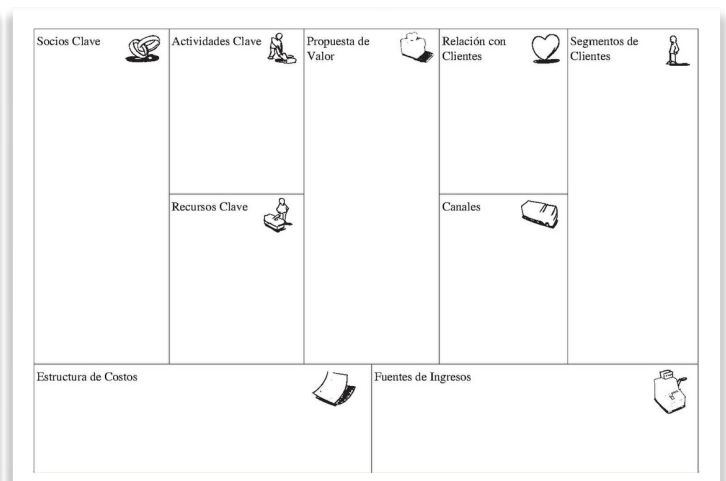 Socios Clave
Actividades Clave
Propuesta de
Valor
Relación con
Clientes
Segmentos de
Clientes
Recursos Clave
Canales
Estructura de Costos
Fuentes de Ingresos